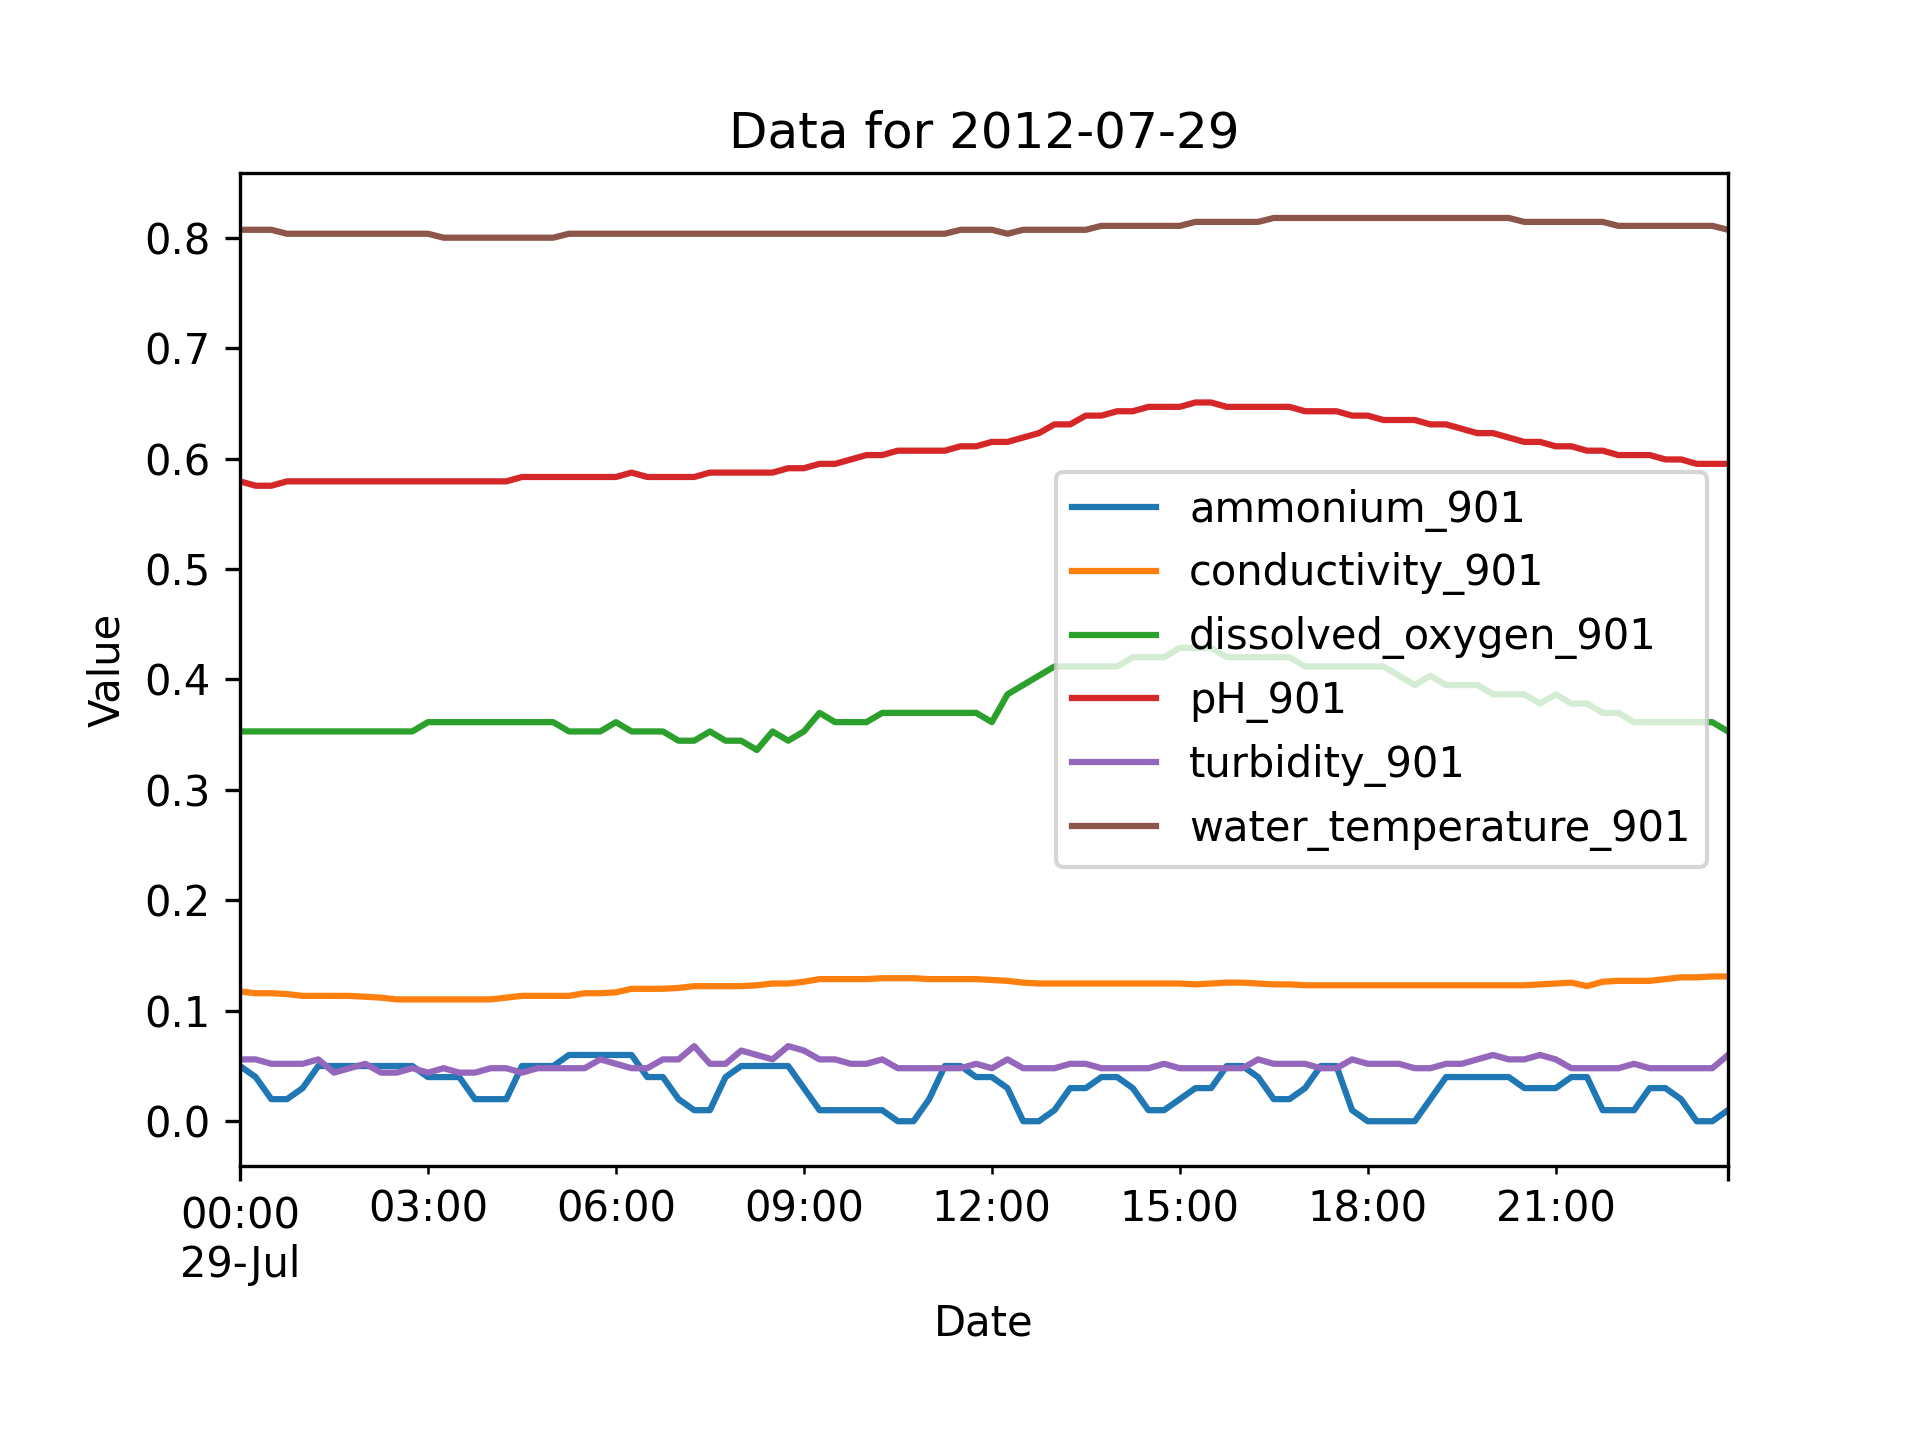 Data for 2012-07-29
0.8
0.7
0.6
0.5
0.4
0.3
0.2
0.1
0.0
Value
ammonium_901
conductivity_901
dissolved_oxygen_901
pH_901
turbidity_901
water_temperature_901
00:00 03:00 06:00 09:00 12:00 15:00 18:00 21:00
29-Jul
Date